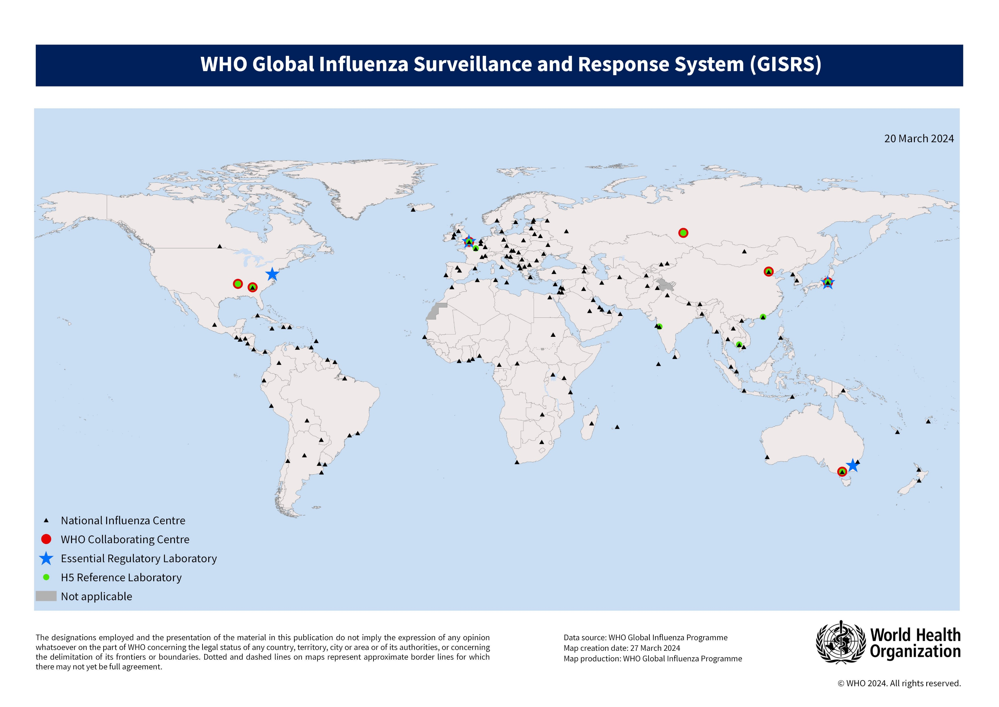 WHO Global Influenza Surveillance and Response System (GISRS)
20 March 2024
National Influenza Centre
WHO Collaborating Centre
Essential Regulatory Laboratory
H5 Reference Laboratory
Not applicable
The designations employed and the presentation of the material in this publication do not imply the expression of any opinion
whatsoever on the part of WHO concerning the legal status of any country, territory, city or area or of its authorities, or concerning
the delimitation of its frontiers or boundaries. Dotted and dashed lines on maps represent approximate border lines for which
there may not yet be full agreement.
Data source: WHO Global Influenza Programme
Map creation date: 27 March 2024
Map production: WHO Global Influenza Programme
World Health
Organization
© WHO 2024. All rights reserved.